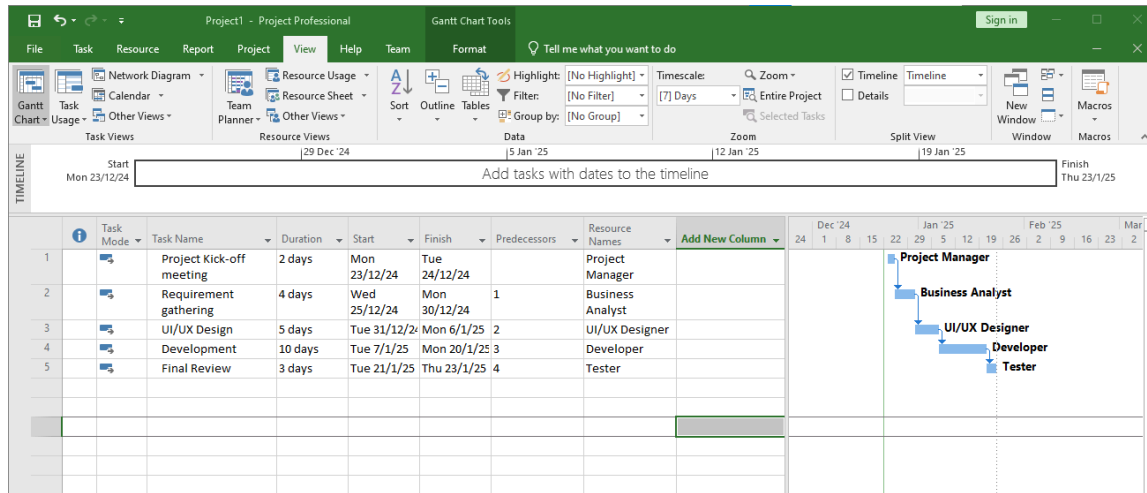 Project1 - Project Professional
Gantt Chart Tools
Sign in
File Task Resource Report Project View Help Team Format Tell me what you want to do
Network Diagram Resource Usage Highlight: [No Highlight] Timescale: Zoom Timeline Timeline
Calendar Resource Sheet Filter: [No Filter] [7] Days Entire Project Details
Gantt Chart Task Usage Other Views Team Planner Other Views Sort Outline Tables Group by: [No Group] Selected Tasks New Window Macros
Task Views Resource Views Data Zoom Split View Window Macros
TIMELINE
29 Dec '24 5 Jan '25 12 Jan '25 19 Jan '25
Start
Mon 23/12/24
Add tasks with dates to the timeline
Finish
Thu 23/1/25
Task Mode Task Name Duration Start Finish Predecessors Resource Names Add New Column
Dec '24 Jan '25 Feb '25 Mar
24 1 8 15 22 29 5 12 19 26 2 9 16 23 2
1 Project Kick-off meeting 2 days Mon 23/12/24 Tue 24/12/24 Project Manager
2 Requirement gathering 4 days Wed 25/12/24 Mon 30/12/24 1 Business Analyst
3 UI/UX Design 5 days Tue 31/12/24 Mon 6/1/25 2 UI/UX Designer
4 Development 10 days Tue 7/1/25 Mon 20/1/25 3 Developer
5 Final Review 3 days Tue 21/1/25 Thu 23/1/25 4 Tester
Project Manager
Business Analyst
UI/UX Designer
Developer
Tester